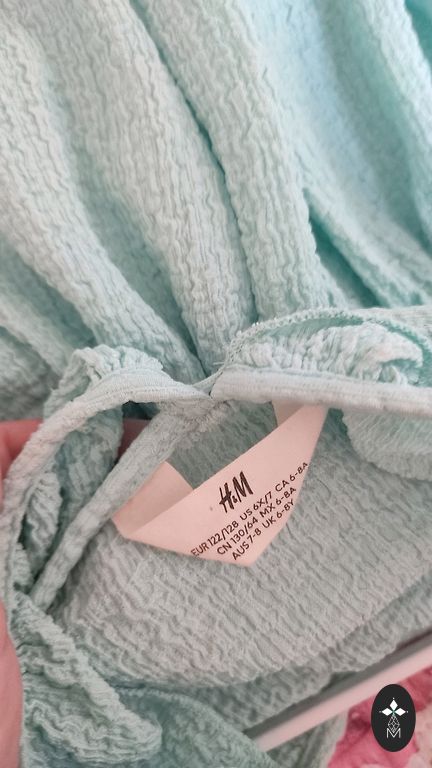 H&M
EUR 122/128 US 6X/7 CA 6-8A
CN 130/64 MX 6-8A
AUS 7-8 UK 6-8Y
M